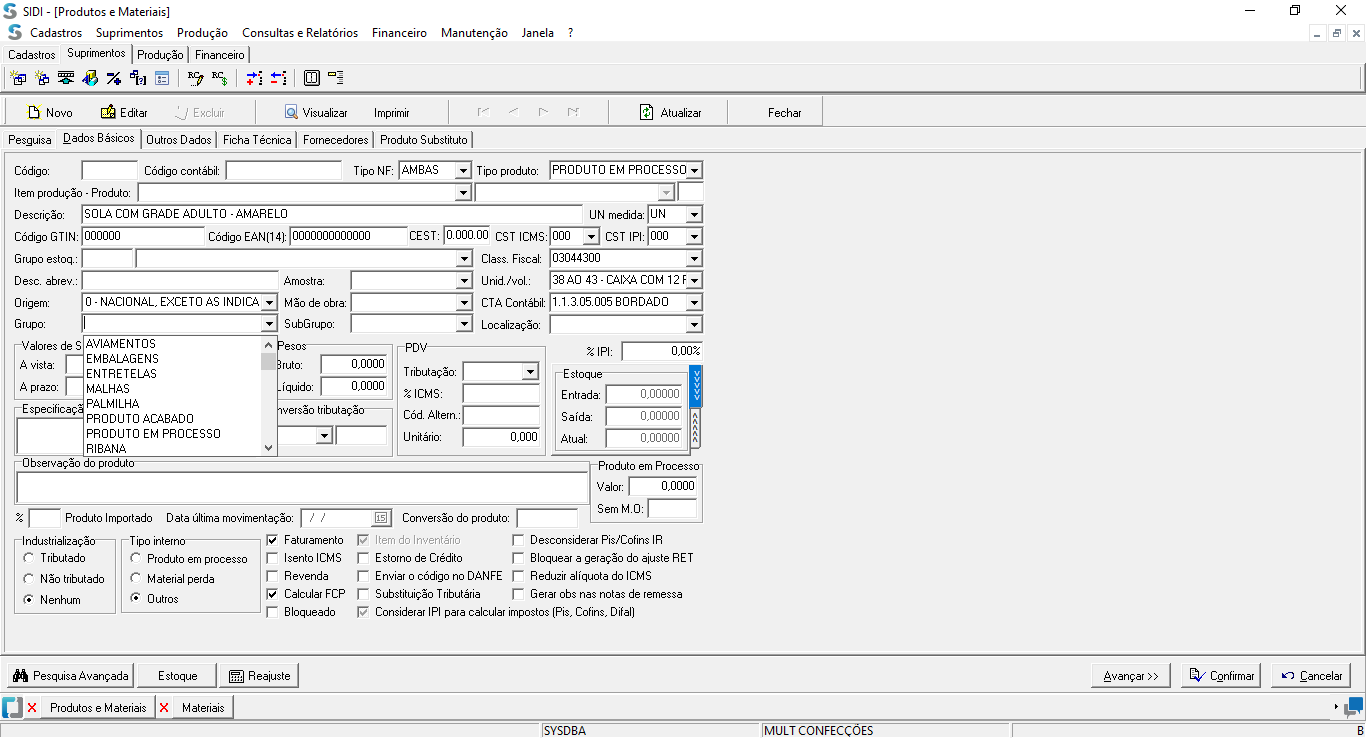 SIDI - [Produtos e Materiais]
Cadastros Suprimentos Produção Consultas e Relatórios Financeiro Manutenção Janela ?
Cadastros Suprimentos Produção Financeiro
Novo Editar Excluir Visualizar Imprimir Atualizar Fechar
Pesquisa Dados Básicos Outros Dados Ficha Técnica Fornecedores Produto Substituto
Código: Código contábil: Tipo NF: AMBAS Tipo produto: PRODUTO EM PROCESSO
Item produção - Produto:
Descrição: SOLA COM GRADE ADULTO - AMARELO UN medida: UN
Código GTIN: 000000 Código EAN(14): 0000000000000 CEST: 0.000.00 CST ICMS: 000 CST IPI: 000
Grupo estoq.: Class. Fiscal: 03044300
Desc. abrev.: Amostra: Unid./vol.: 38 AO 43 - CAIXA COM 12 P
Origem: 0 - NACIONAL, EXCETO AS INDICA Mão de obra: CTA Contábil: 1.1.3.05.005 BORDADO
Grupo: SubGrupo: Localização:
AVIAMENTOS
EMBALAGENS
ENTRETELAS
MALHAS
PALMILHA
PRODUTO ACABADO
PRODUTO EM PROCESSO
RIBANA
Valores de S Pesos PDV % IPI: 0,00%
A vista: Bruto: 0,0000 Tributação: Estoque
A prazo: Líquido: 0,0000 % ICMS: Entrada: 0,00000
Especificaçã nversão tributação Cód. Altern.: Saída: 0,00000
Unitário: 0,000 Atual: 0,00000
Observação do produto Produto em Processo
Valor: 0,0000
Sem M.O:
% Produto Importado Data última movimentação: / / 15 Conversão do produto:
Industrialização Tipo interno Faturamento Item do Inventário Desconsiderar Pis/Cofins IR
Tributado Produto em processo Isento ICMS Estorno de Crédito Bloquear a geração do ajuste RET
Não tributado Material perda Revenda Enviar o código no DANFE Reduzir alíquota do ICMS
Nenhum Outros Calcular FCP Substituição Tributária Gerar obs nas notas de remessa
Bloqueado Considerar IPI para calcular impostos (Pis, Cofins, Difal)
Pesquisa Avançada Estoque Reajuste Avançar >> Confirmar Cancelar
Produtos e Materiais Materiais
SYSDBA MULT CONFECÇÕES B